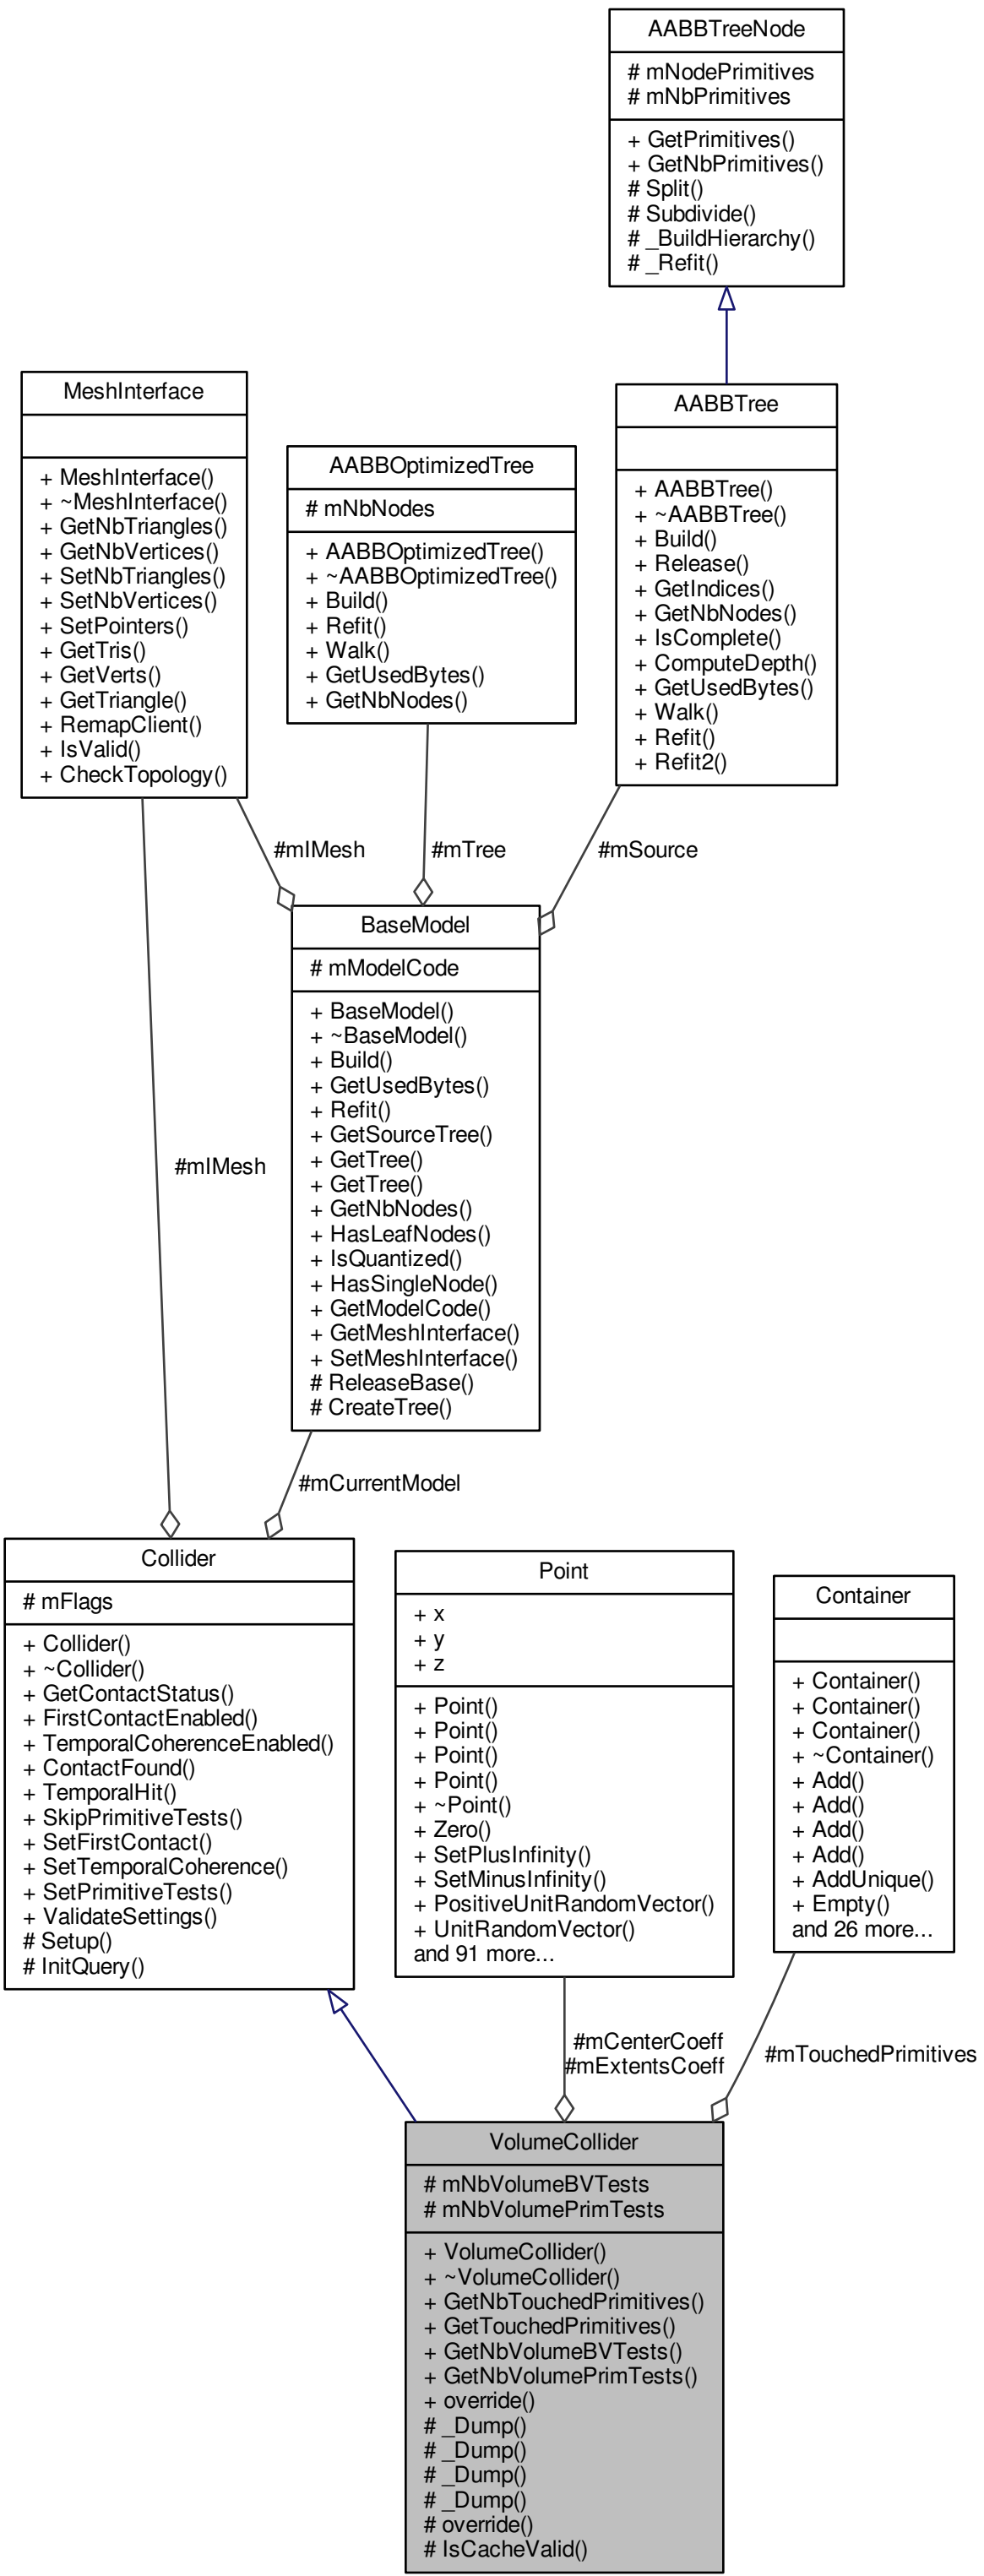 AABBTreeNode
# mNodePrimitives
# mNbPrimitives
+ GetPrimitives()
+ GetNbPrimitives()
# Split()
# Subdivide()
# _BuildHierarchy()
# _Refit()
MeshInterface
+ MeshInterface()
+ ~MeshInterface()
+ GetNbTriangles()
+ GetNbVertices()
+ SetNbTriangles()
+ SetNbVertices()
+ SetPointers()
+ GetTris()
+ GetVerts()
+ GetTriangle()
+ RemapClient()
+ IsValid()
+ CheckTopology()
AABBOptimizedTree
# mNbNodes
+ AABBOptimizedTree()
+ ~AABBOptimizedTree()
+ Build()
+ Refit()
+ Walk()
+ GetUsedBytes()
+ GetNbNodes()
AABBTree
+ AABBTree()
+ ~AABBTree()
+ Build()
+ Release()
+ GetIndices()
+ GetNbNodes()
+ IsComplete()
+ ComputeDepth()
+ GetUsedBytes()
+ Walk()
+ Refit()
+ Refit2()
#mIMesh
#mTree
#mSource
BaseModel
# mModelCode
+ BaseModel()
+ ~BaseModel()
+ Build()
+ GetUsedBytes()
+ Refit()
+ GetSourceTree()
+ GetTree()
+ GetTree()
+ GetNbNodes()
+ HasLeafNodes()
+ IsQuantized()
+ HasSingleNode()
+ GetModelCode()
+ GetMeshInterface()
+ SetMeshInterface()
# ReleaseBase()
# CreateTree()
#mIMesh
#mCurrentModel
Collider
# mFlags
+ Collider()
+ ~Collider()
+ GetContactStatus()
+ FirstContactEnabled()
+ TemporalCoherenceEnabled()
+ ContactFound()
+ TemporalHit()
+ SkipPrimitiveTests()
+ SetFirstContact()
+ SetTemporalCoherence()
+ SetPrimitiveTests()
+ ValidateSettings()
# Setup()
# InitQuery()
Point
+ x
+ y
+ z
+ Point()
+ Point()
+ Point()
+ Point()
+ ~Point()
+ Zero()
+ SetPlusInfinity()
+ SetMinusInfinity()
+ PositiveUnitRandomVector()
+ UnitRandomVector()
and 91 more...
Container
+ Container()
+ Container()
+ Container()
+ ~Container()
+ Add()
+ Add()
+ Add()
+ Add()
+ AddUnique()
+ Empty()
and 26 more...
#mCenterCoeff
#mExtentsCoeff
#mTouchedPrimitives
VolumeCollider
# mNbVolumeBVTests
# mNbVolumePrimTests
+ VolumeCollider()
+ ~VolumeCollider()
+ GetNbTouchedPrimitives()
+ GetTouchedPrimitives()
+ GetNbVolumeBVTests()
+ GetNbVolumePrimTests()
+ override()
# _Dump()
# _Dump()
# _Dump()
# _Dump()
# override()
# IsCacheValid()